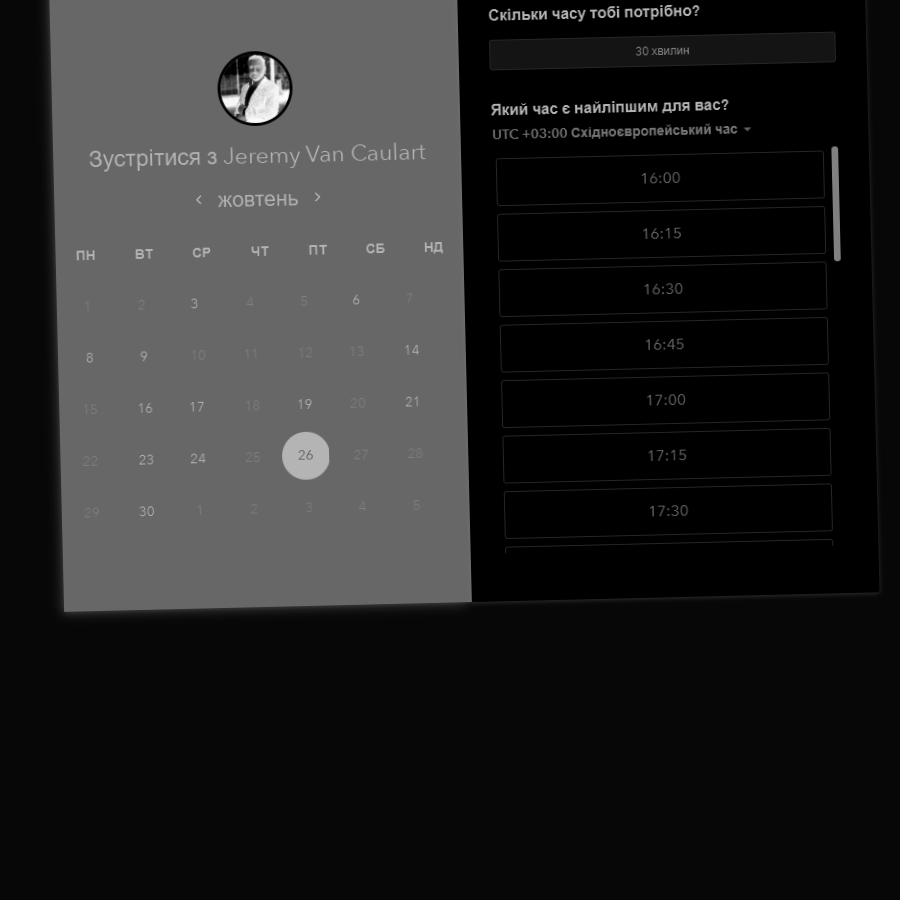 Зустрітися з Jeremy Van Caulart
жовтень
ПН ВТ СР ЧТ ПТ СБ НД
1 2 3 4 5 6 7
8 9 10 11 12 13 14
15 16 17 18 19 20 21
22 23 24 25 26 27 28
29 30 1 2 3 4 5
Скільки часу тобі потрібно?
30 хвилин
Який час є найліпшим для вас?
UTC +03:00 Східноєвропейський час
16:00
16:15
16:30
16:45
17:00
17:15
17:30